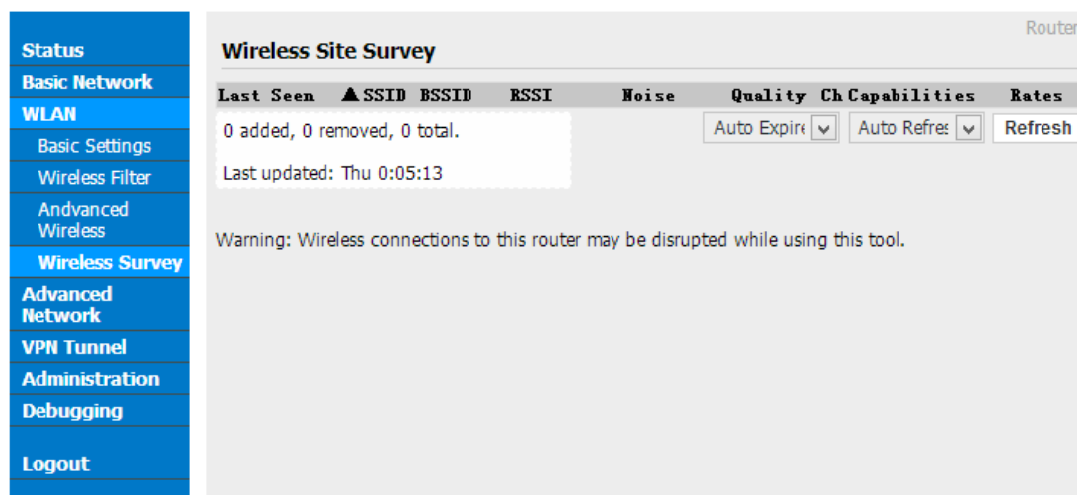 Router
Status
Basic Network
WLAN
Basic Settings
Wireless Filter
Andvanced
Wireless
Wireless Survey
Advanced
Network
VPN Tunnel
Administration
Debugging
Logout
Wireless Site Survey
Last Seen ▲SSID BSSID RSSI Noise Quality Ch Capabilities Rates
0 added, 0 removed, 0 total. Auto Expire Auto Refres Refresh
Last updated: Thu 0:05:13
Warning: Wireless connections to this router may be disrupted while using this tool.